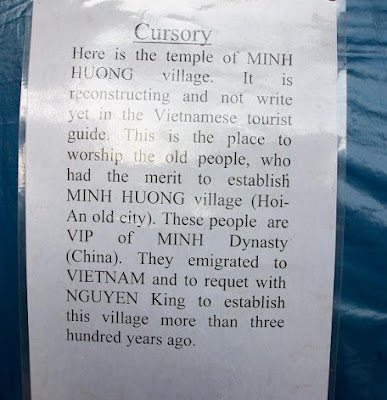 Cursory
Here is the temple of MINH
HUONG village. It is
reconstructing and not write
yet in the Vietnamese tourist
guide. This is the place to
worship the old people, who
had the merit to establish
MINH HUONG village (Hoi-
An old city). These people are
VIP of MINH Dynasty
(China). They emigrated to
VIETNAM and to requet with
NGUYEN King to establish
this village more than three
hundred years ago.